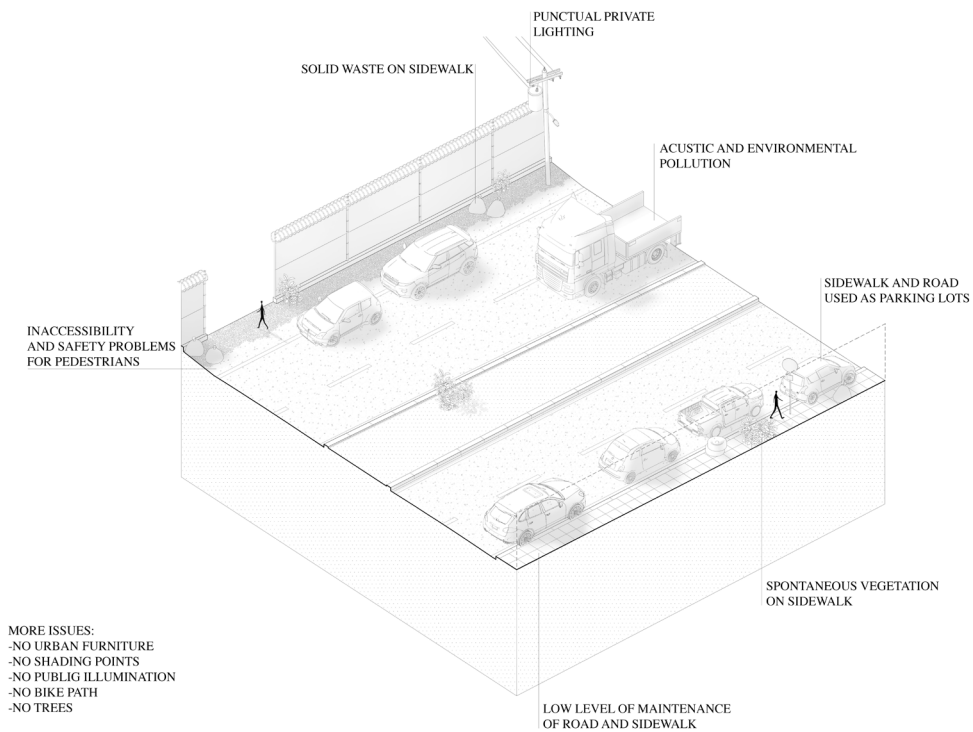 PUNCTUAL PRIVATE
LIGHTING
SOLID WASTE ON SIDEWALK
ACUSTIC AND ENVIRONMENTAL
POLLUTION
SIDEWALK AND ROAD
USED AS PARKING LOTS
INACCESSIBILITY
AND SAFETY PROBLEMS
FOR PEDESTRIANS
SPONTANEOUS VEGETATION
ON SIDEWALK
MORE ISSUES:
-NO URBAN FURNITURE
-NO SHADING POINTS
-NO PUBLIG ILLUMINATION
-NO BIKE PATH
-NO TREES
LOW LEVEL OF MAINTENANCE
OF ROAD AND SIDEWALK